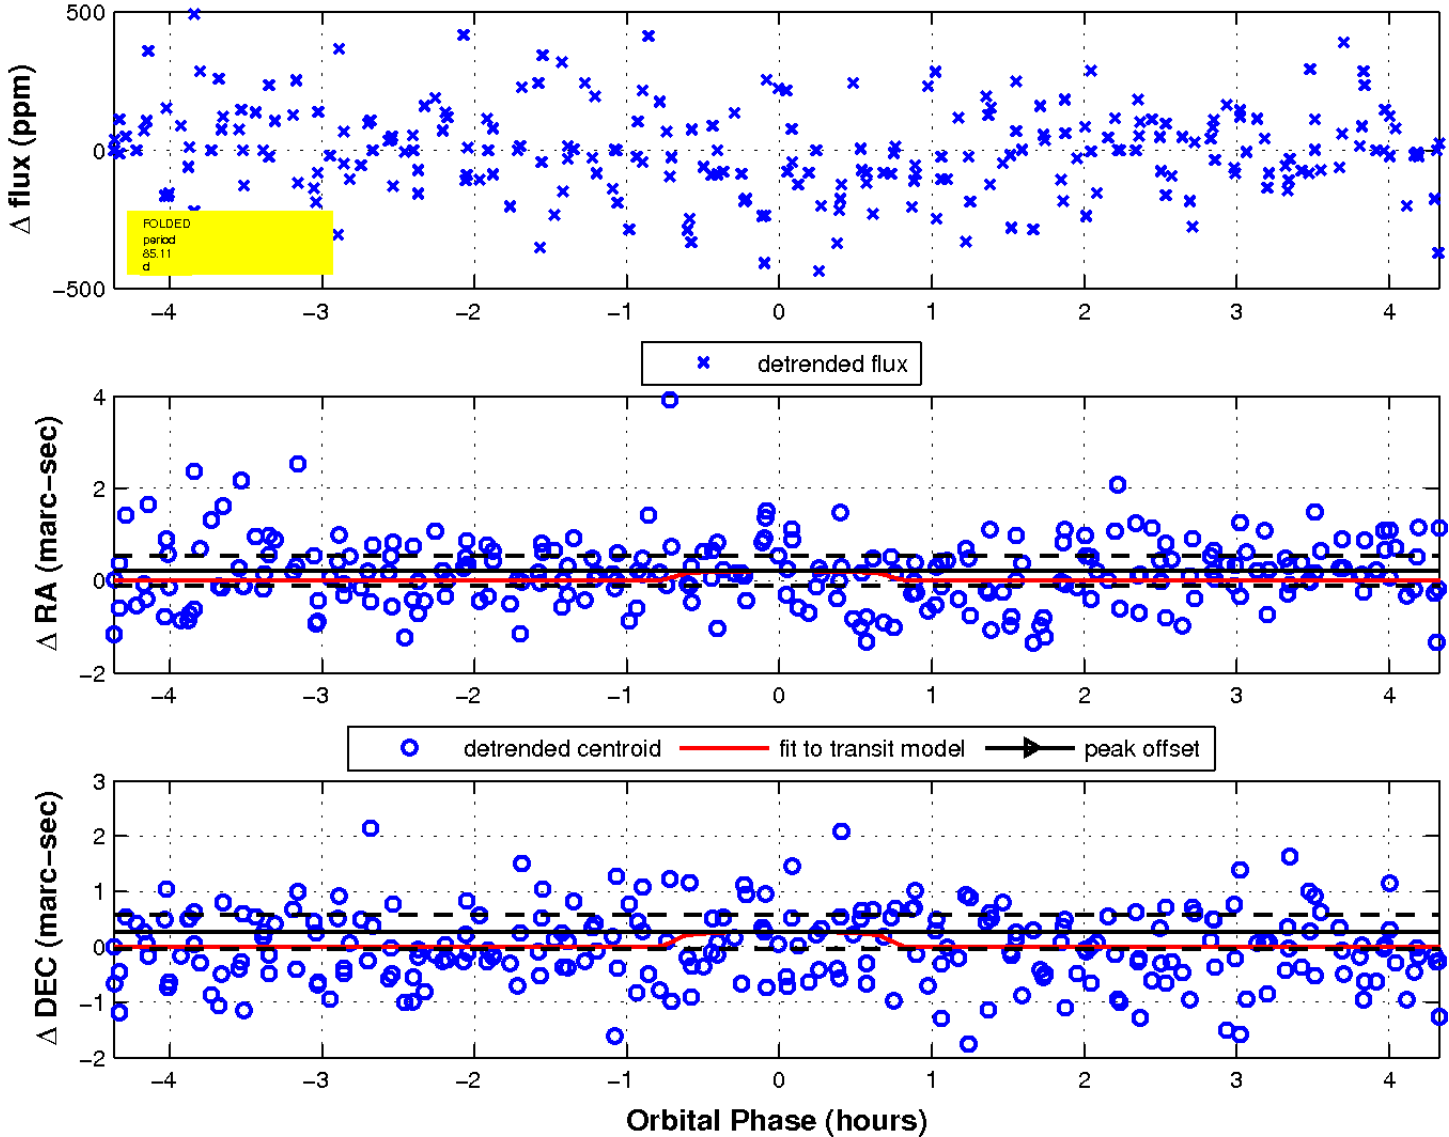 500
0
−500
Δ flux (ppm)
FOLDED
period
85.11
d
−4 −3 −2 −1 0 1 2 3 4
detrended flux
4
2
0
−2
Δ RA (marc−sec)
−4 −3 −2 −1 0 1 2 3 4
detrended centroid fit to transit model peak offset
3
2
1
0
−1
−2
Δ DEC (marc−sec)
−4 −3 −2 −1 0 1 2 3 4
Orbital Phase (hours)